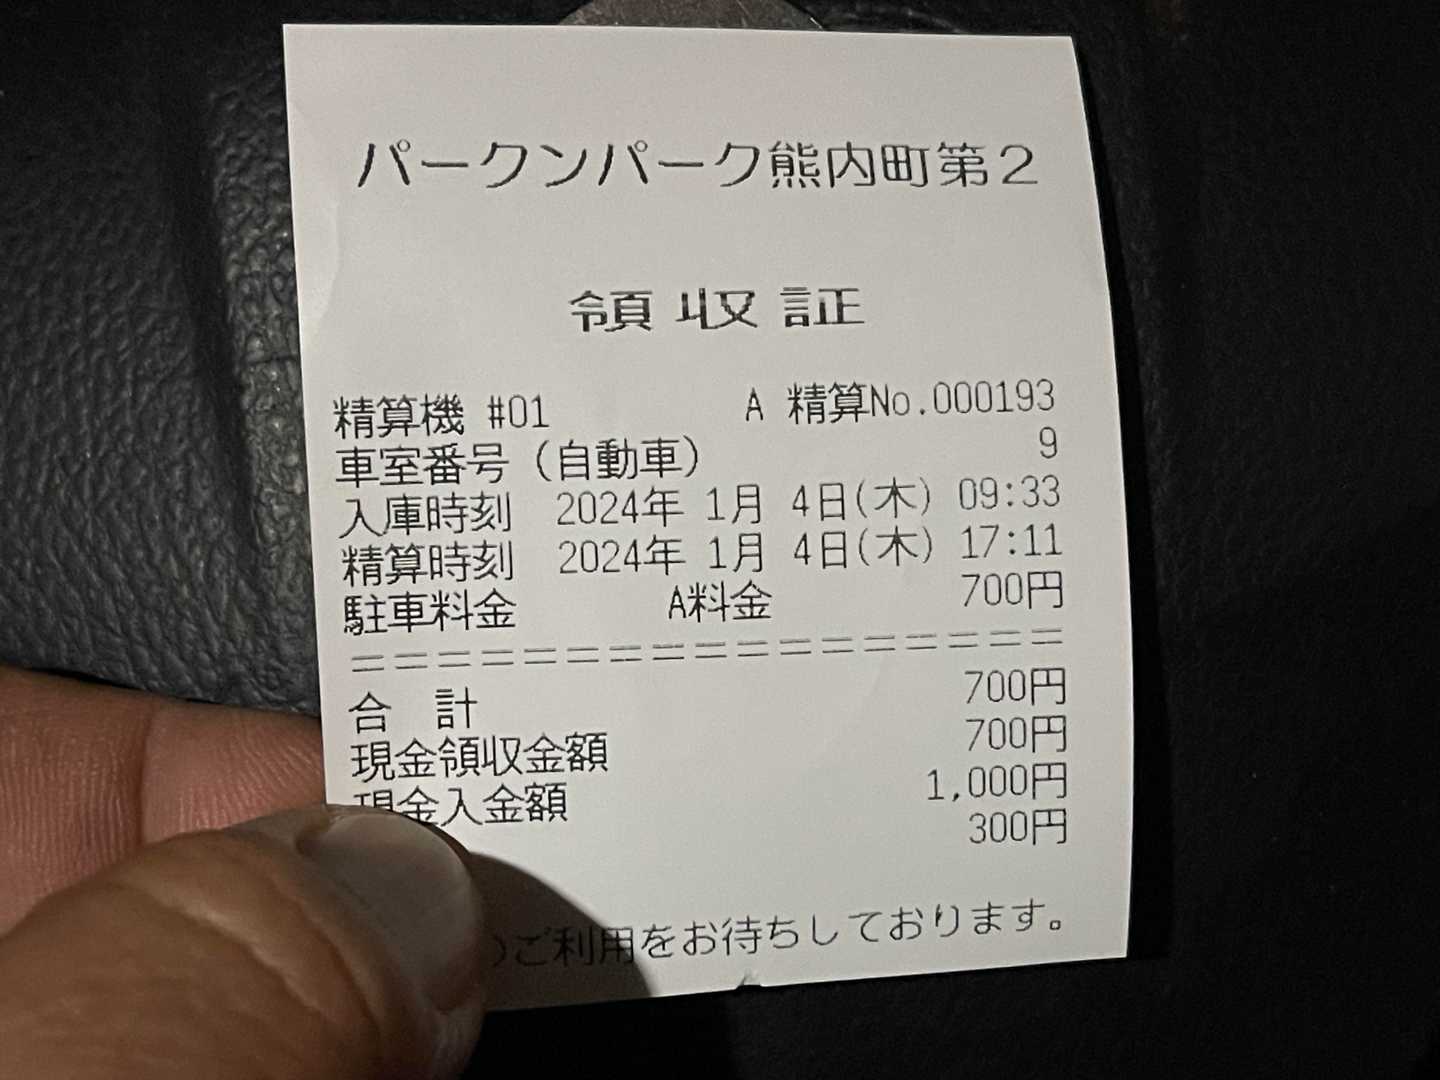 パークンパーク熊内町第2
領収証
精算機 #01 A 精算No.000193
車室番号（自動車） 9
入庫時刻 2024年 1月 4日(木) 09:33
精算時刻 2024年 1月 4日(木) 17:11
駐車料金 A料金 700円
=================
合 計 700円
現金領収金額 700円
現金入金額 1,000円
300円
のご利用をお待ちしております。